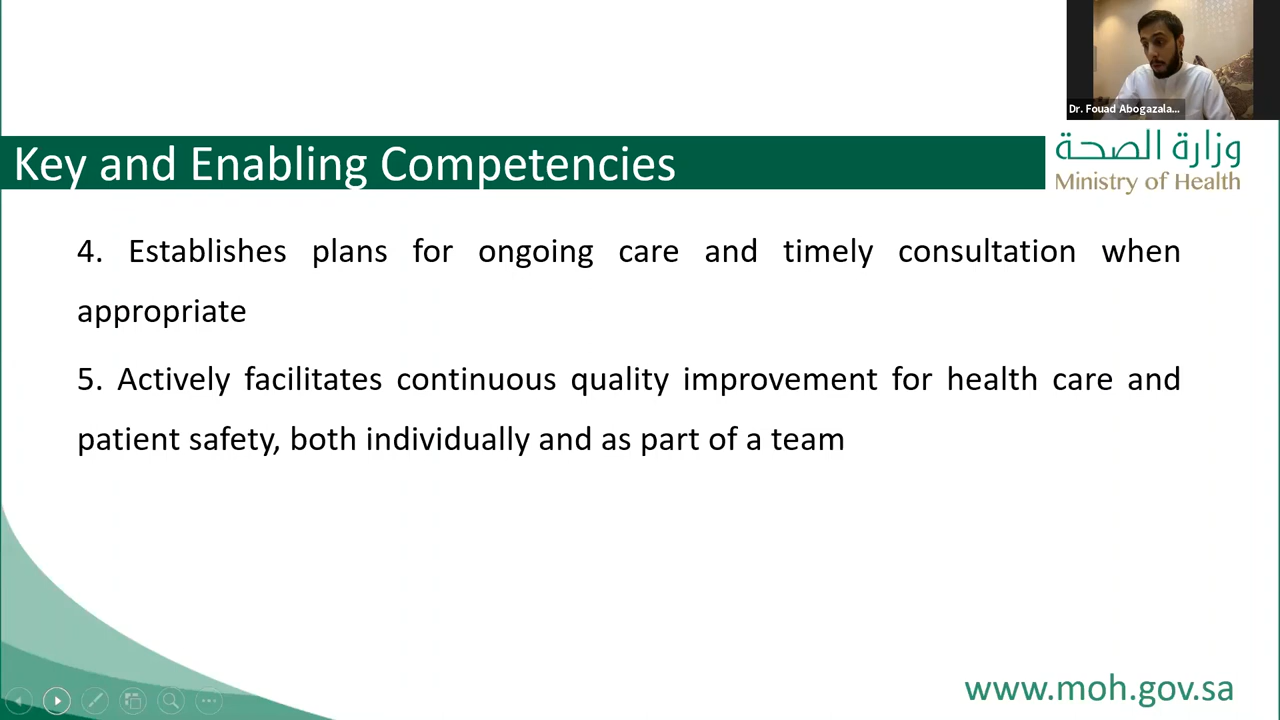 Dr. Fouad Abogazala...
Key and Enabling Competencies
وزارة الصحة
Ministry of Health
4. Establishes plans for ongoing care and timely consultation when
appropriate
5. Actively facilitates continuous quality improvement for health care and
patient safety, both individually and as part of a team
www.moh.gov.sa